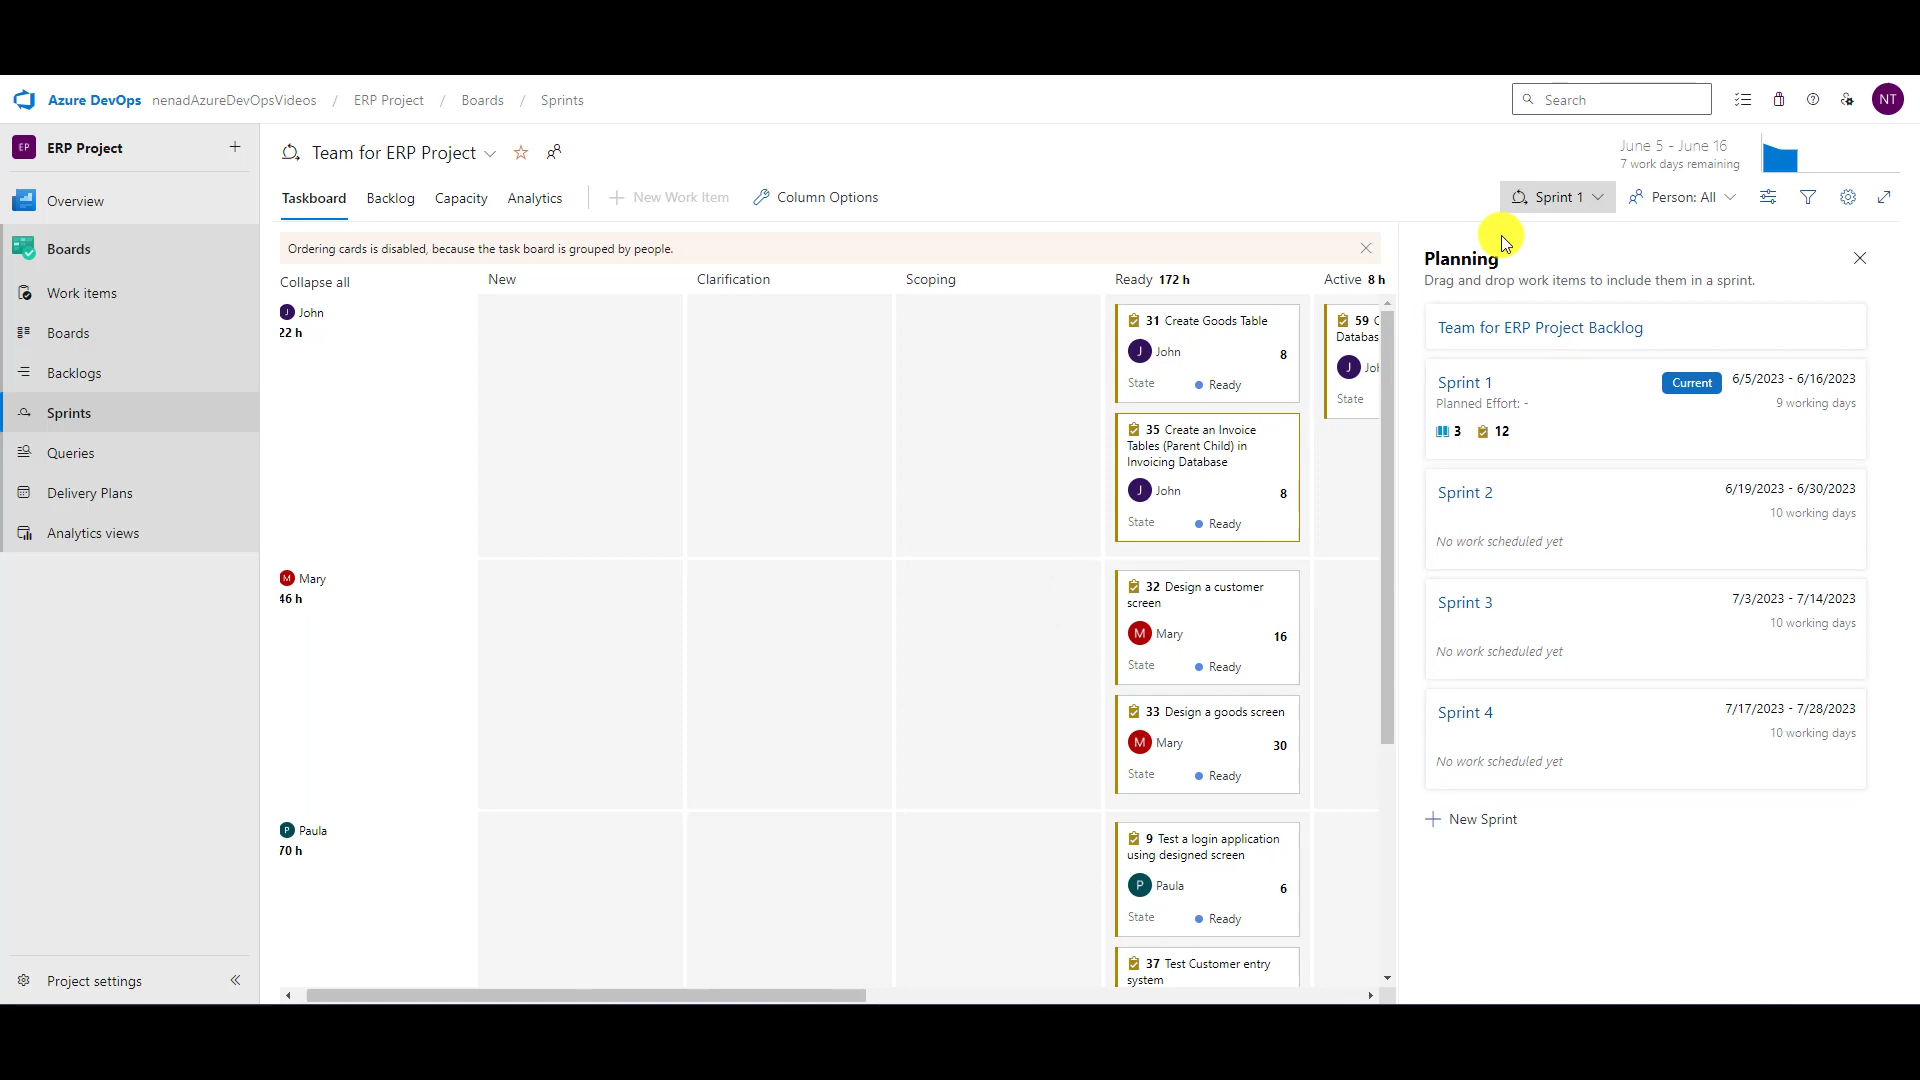 Azure DevOps nenadAzureDevOpsVideos / ERP Project / Boards / Sprints
Search
NT
EP ERP Project
Overview
Boards
Work items
Boards
Backlogs
Sprints
Queries
Delivery Plans
Analytics views
Project settings
Team for ERP Project
June 5 - June 16
7 work days remaining
Taskboard Backlog Capacity Analytics New Work Item Column Options
Sprint 1 Person: All
Ordering cards is disabled, because the task board is grouped by people.
Collapse all New Clarification Scoping Ready 172 h Active 8 h
J John
22 h
31 Create Goods Table
J John 8
State Ready
35 Create an Invoice
Tables (Parent Child) in
Invoicing Database
J John 8
State Ready
59 C
Databas
J Joh
State
M Mary
46 h
32 Design a customer
screen
M Mary 16
State Ready
33 Design a goods screen
M Mary 30
State Ready
P Paula
70 h
9 Test a login application
using designed screen
P Paula 6
State Ready
37 Test Customer entry
system
Planning
Drag and drop work items to include them in a sprint.
Team for ERP Project Backlog
Sprint 1 Current 6/5/2023 - 6/16/2023
Planned Effort: - 9 working days
3 12
Sprint 2 6/19/2023 - 6/30/2023
10 working days
No work scheduled yet
Sprint 3 7/3/2023 - 7/14/2023
10 working days
No work scheduled yet
Sprint 4 7/17/2023 - 7/28/2023
10 working days
No work scheduled yet
New Sprint